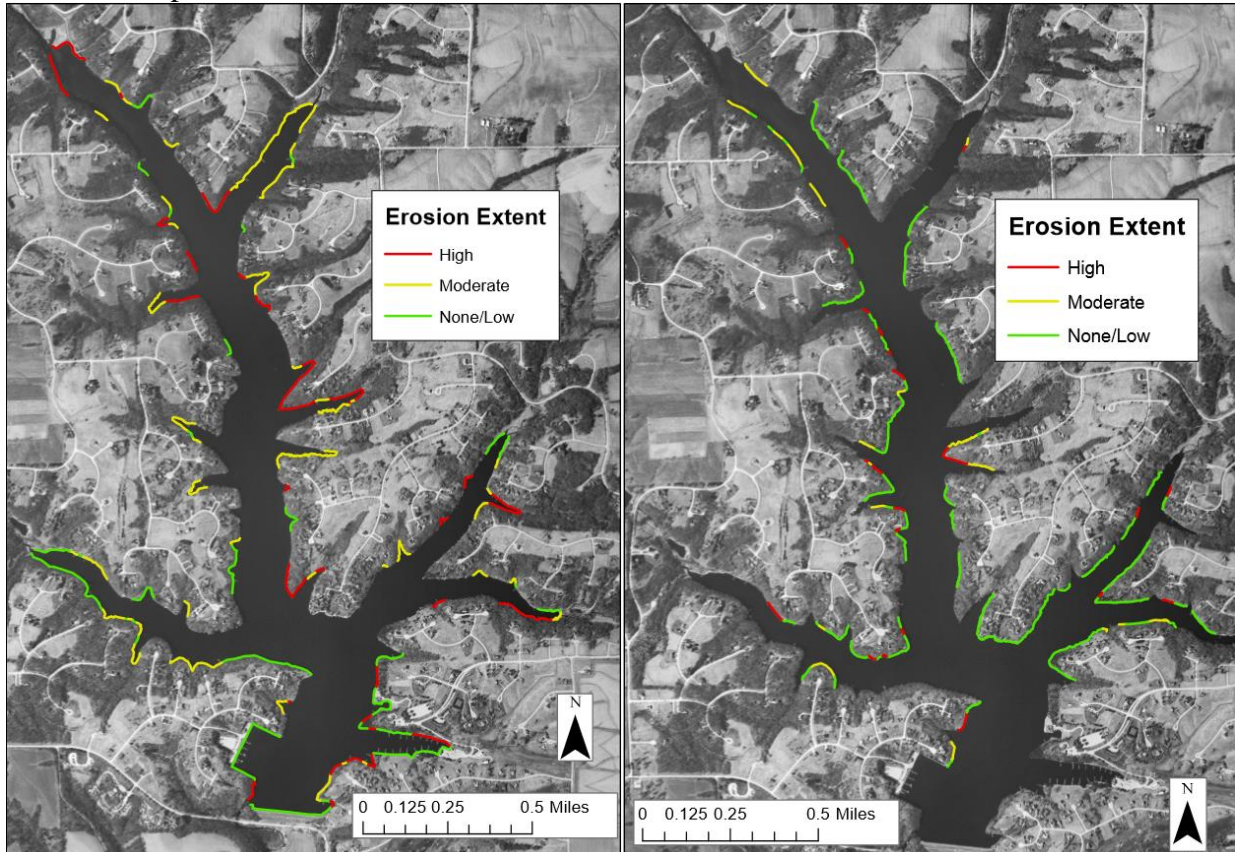 Erosion Extent
High
Moderate
None/Low
N
0 0.125 0.25 0.5 Miles
Erosion Extent
High
Moderate
None/Low
N
0 0.125 0.25 0.5 Miles